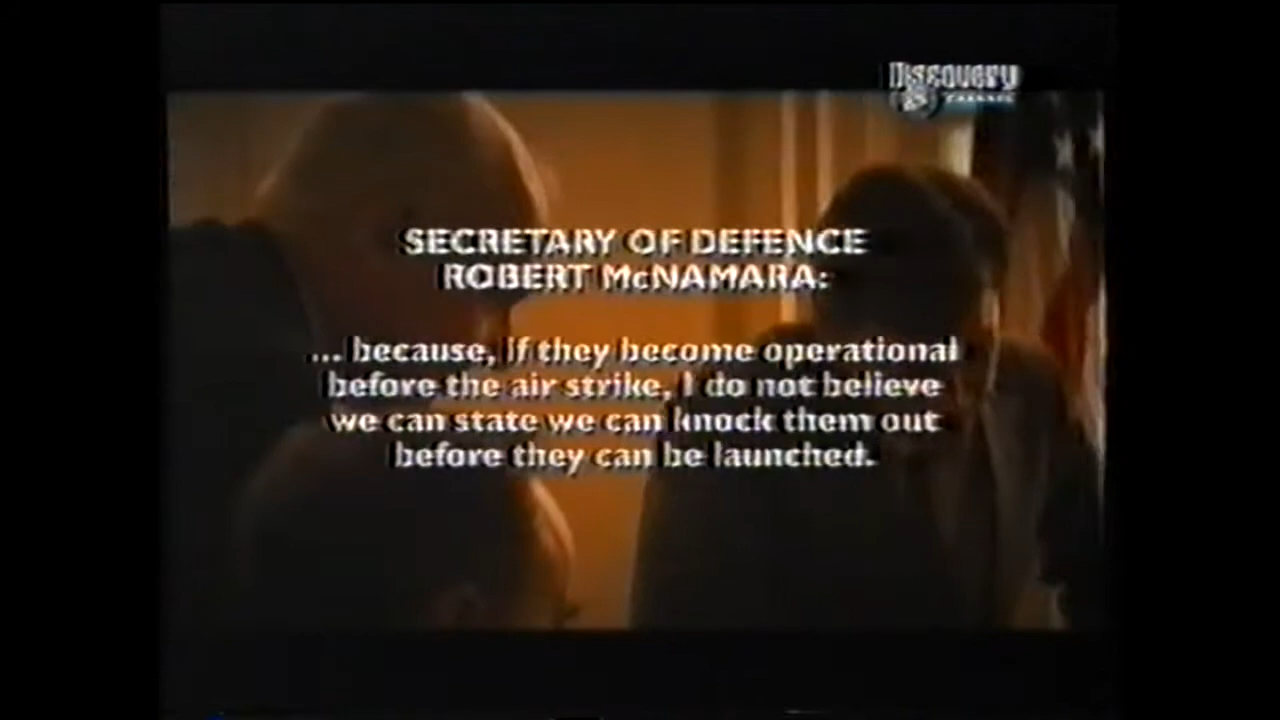 Discovery
CHANNEL
SECRETARY OF DEFENCE
ROBERT McNAMARA:
... because, if they become operational
before the air strike, I do not believe
we can state we can knock them out
before they can be launched.